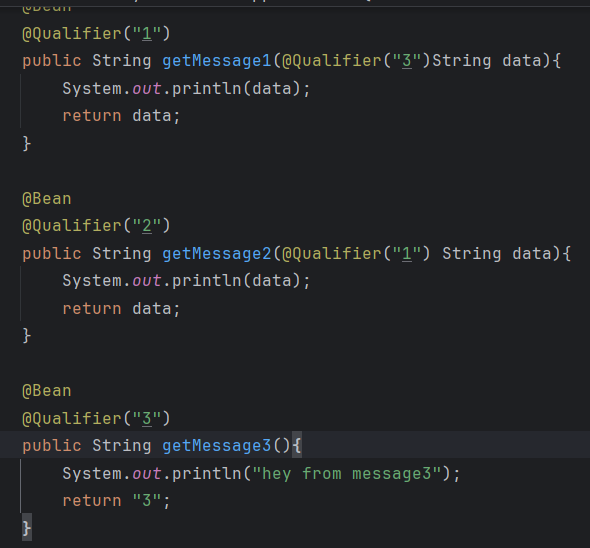 @Bean
@Qualifier("1")
public String getMessage1(@Qualifier("3")String data){
    System.out.println(data);
    return data;
}

@Bean
@Qualifier("2")
public String getMessage2(@Qualifier("1") String data){
    System.out.println(data);
    return data;
}

@Bean
@Qualifier("3")
public String getMessage3(){
    System.out.println("hey from message3");
    return "3";
}